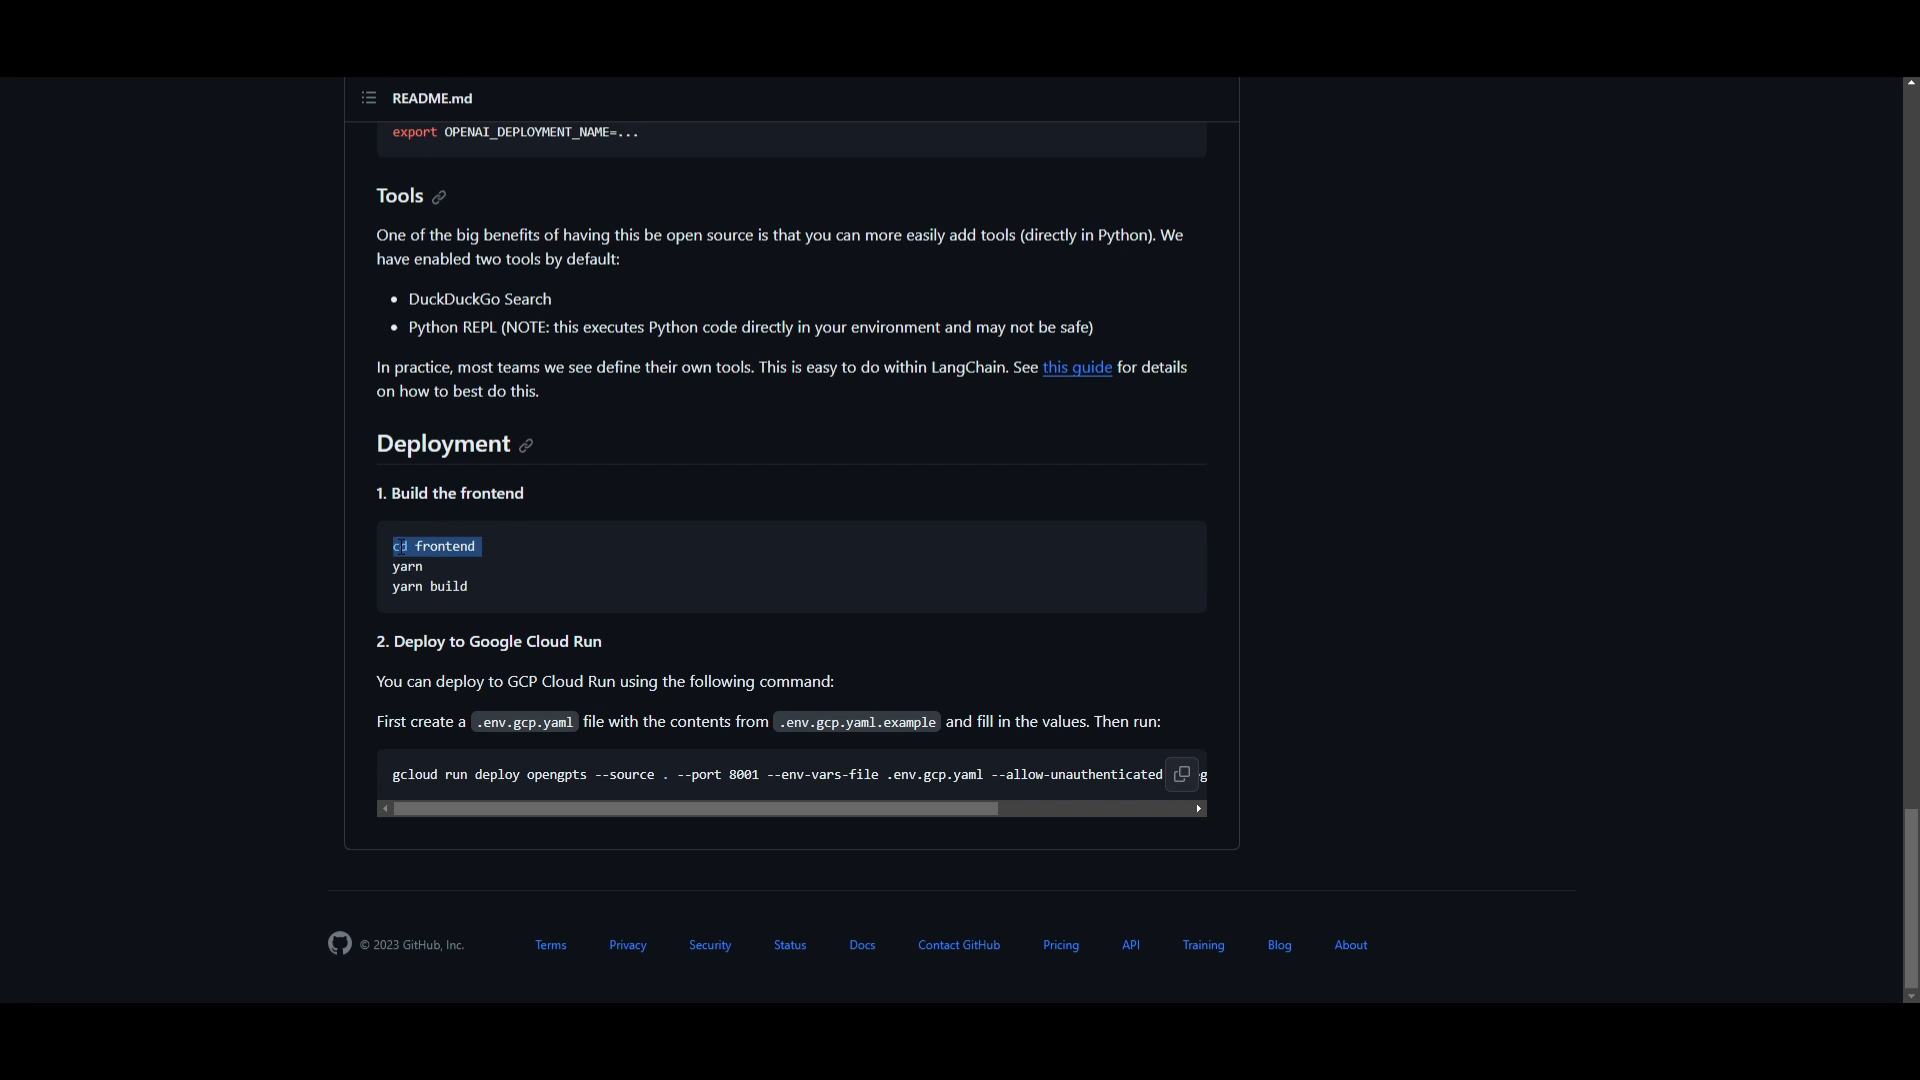 README.md
export OPENAI_DEPLOYMENT_NAME=...
Tools
One of the big benefits of having this be open source is that you can more easily add tools (directly in Python). We
have enabled two tools by default:
• DuckDuckGo Search
• Python REPL (NOTE: this executes Python code directly in your environment and may not be safe)
In practice, most teams we see define their own tools. This is easy to do within LangChain. See this guide for details
on how to best do this.
Deployment
1. Build the frontend
cd frontend
yarn
yarn build
2. Deploy to Google Cloud Run
You can deploy to GCP Cloud Run using the following command:
First create a .env.gcp.yaml file with the contents from .env.gcp.yaml.example and fill in the values. Then run:
gcloud run deploy opengpts --source . --port 8001 --env-vars-file .env.gcp.yaml --allow-unauthenticated
© 2023 GitHub, Inc. Terms Privacy Security Status Docs Contact GitHub Pricing API Training Blog About